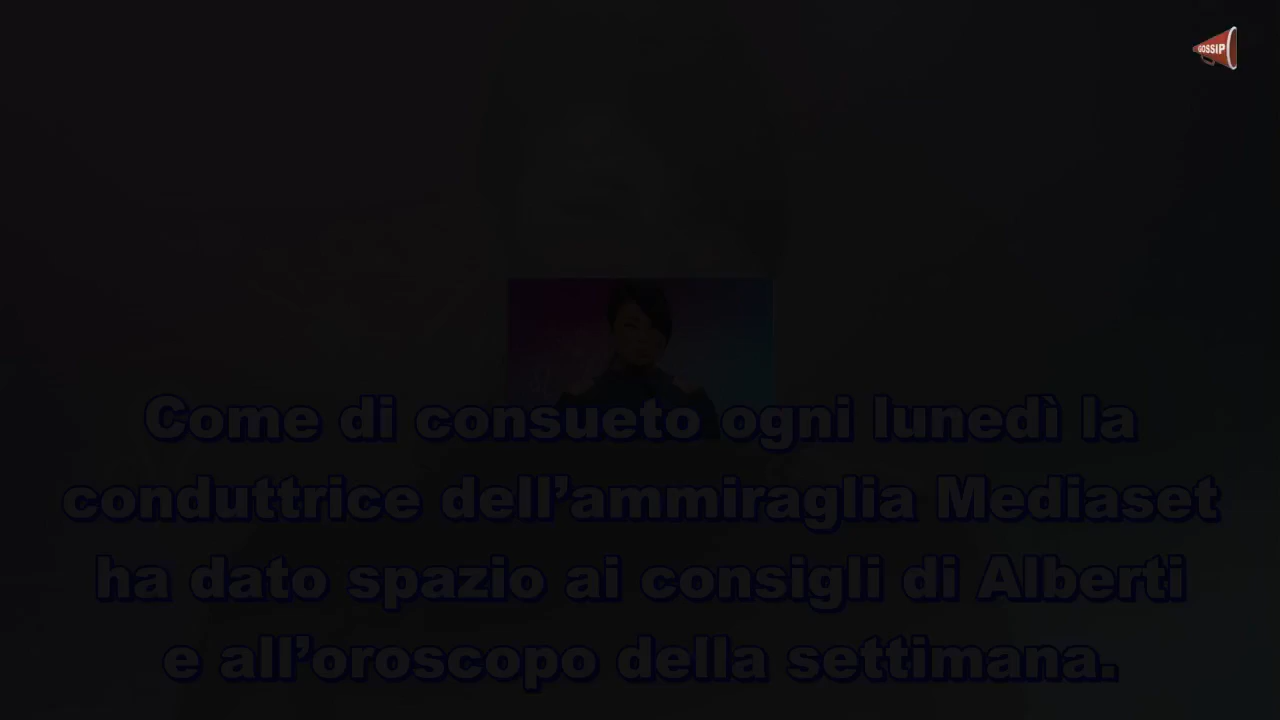 GOSSIP
Come di consueto ogni lunedì la
conduttrice dell’ammiraglia Mediaset
ha dato spazio ai consigli di Alberti
e all’oroscopo della settimana.